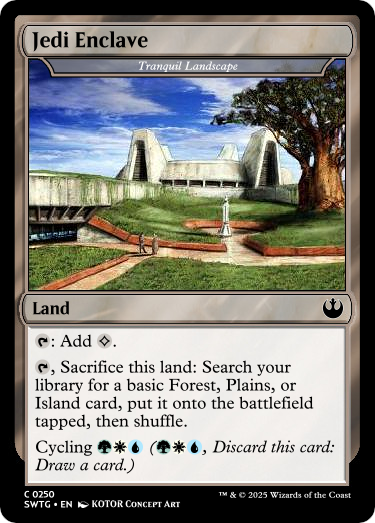 Jedi Enclave
Tranquil Landscape
Land
: Add .
, Sacrifice this land: Search your
library for a basic Forest, Plains, or
Island card, put it onto the battlefield
tapped, then shuffle.
Cycling (, Discard this card:
Draw a card.)
C 0250
SWTG • EN KOTOR Concept Art
™ & © 2025 Wizards of the Coast